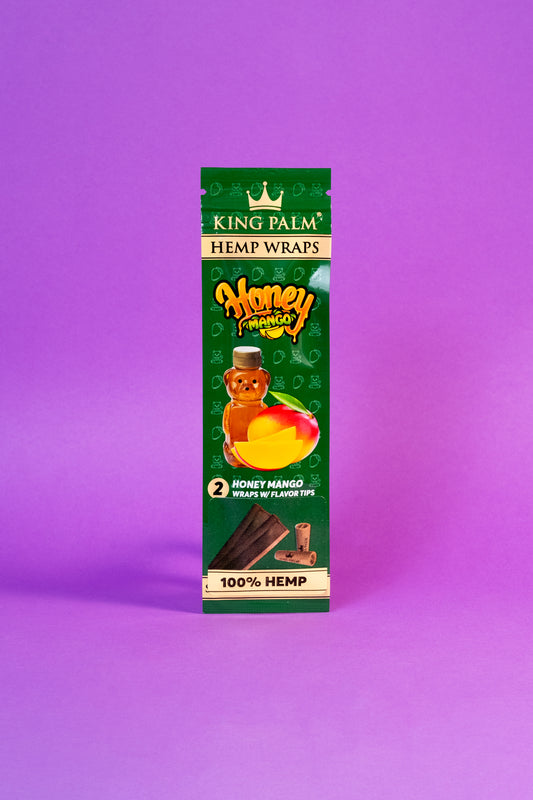 KING PALM
HEMP WRAPS
Honey
MANGO
2 HONEY MANGO
WRAPS W/ FLAVOR TIPS
100% HEMP